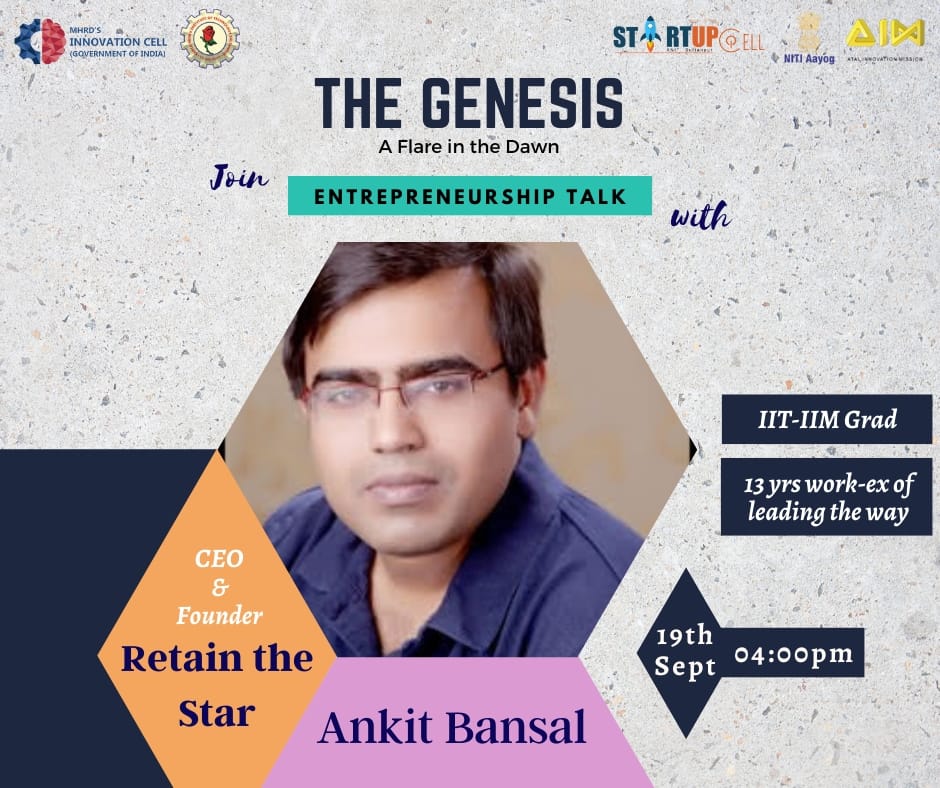 MHRD'S
INNOVATION CELL
(GOVERNMENT OF INDIA)
STARTUP CELL
NITI Aayog
AIM
ATAL INNOVATION MISSION
THE GENESIS
A Flare in the Dawn
Join
ENTREPRENEURSHIP TALK
with
IIT-IIM Grad
13 yrs work-ex of
leading the way
CEO
&
Founder
Retain the
Star
19th
Sept
04:00pm
Ankit Bansal